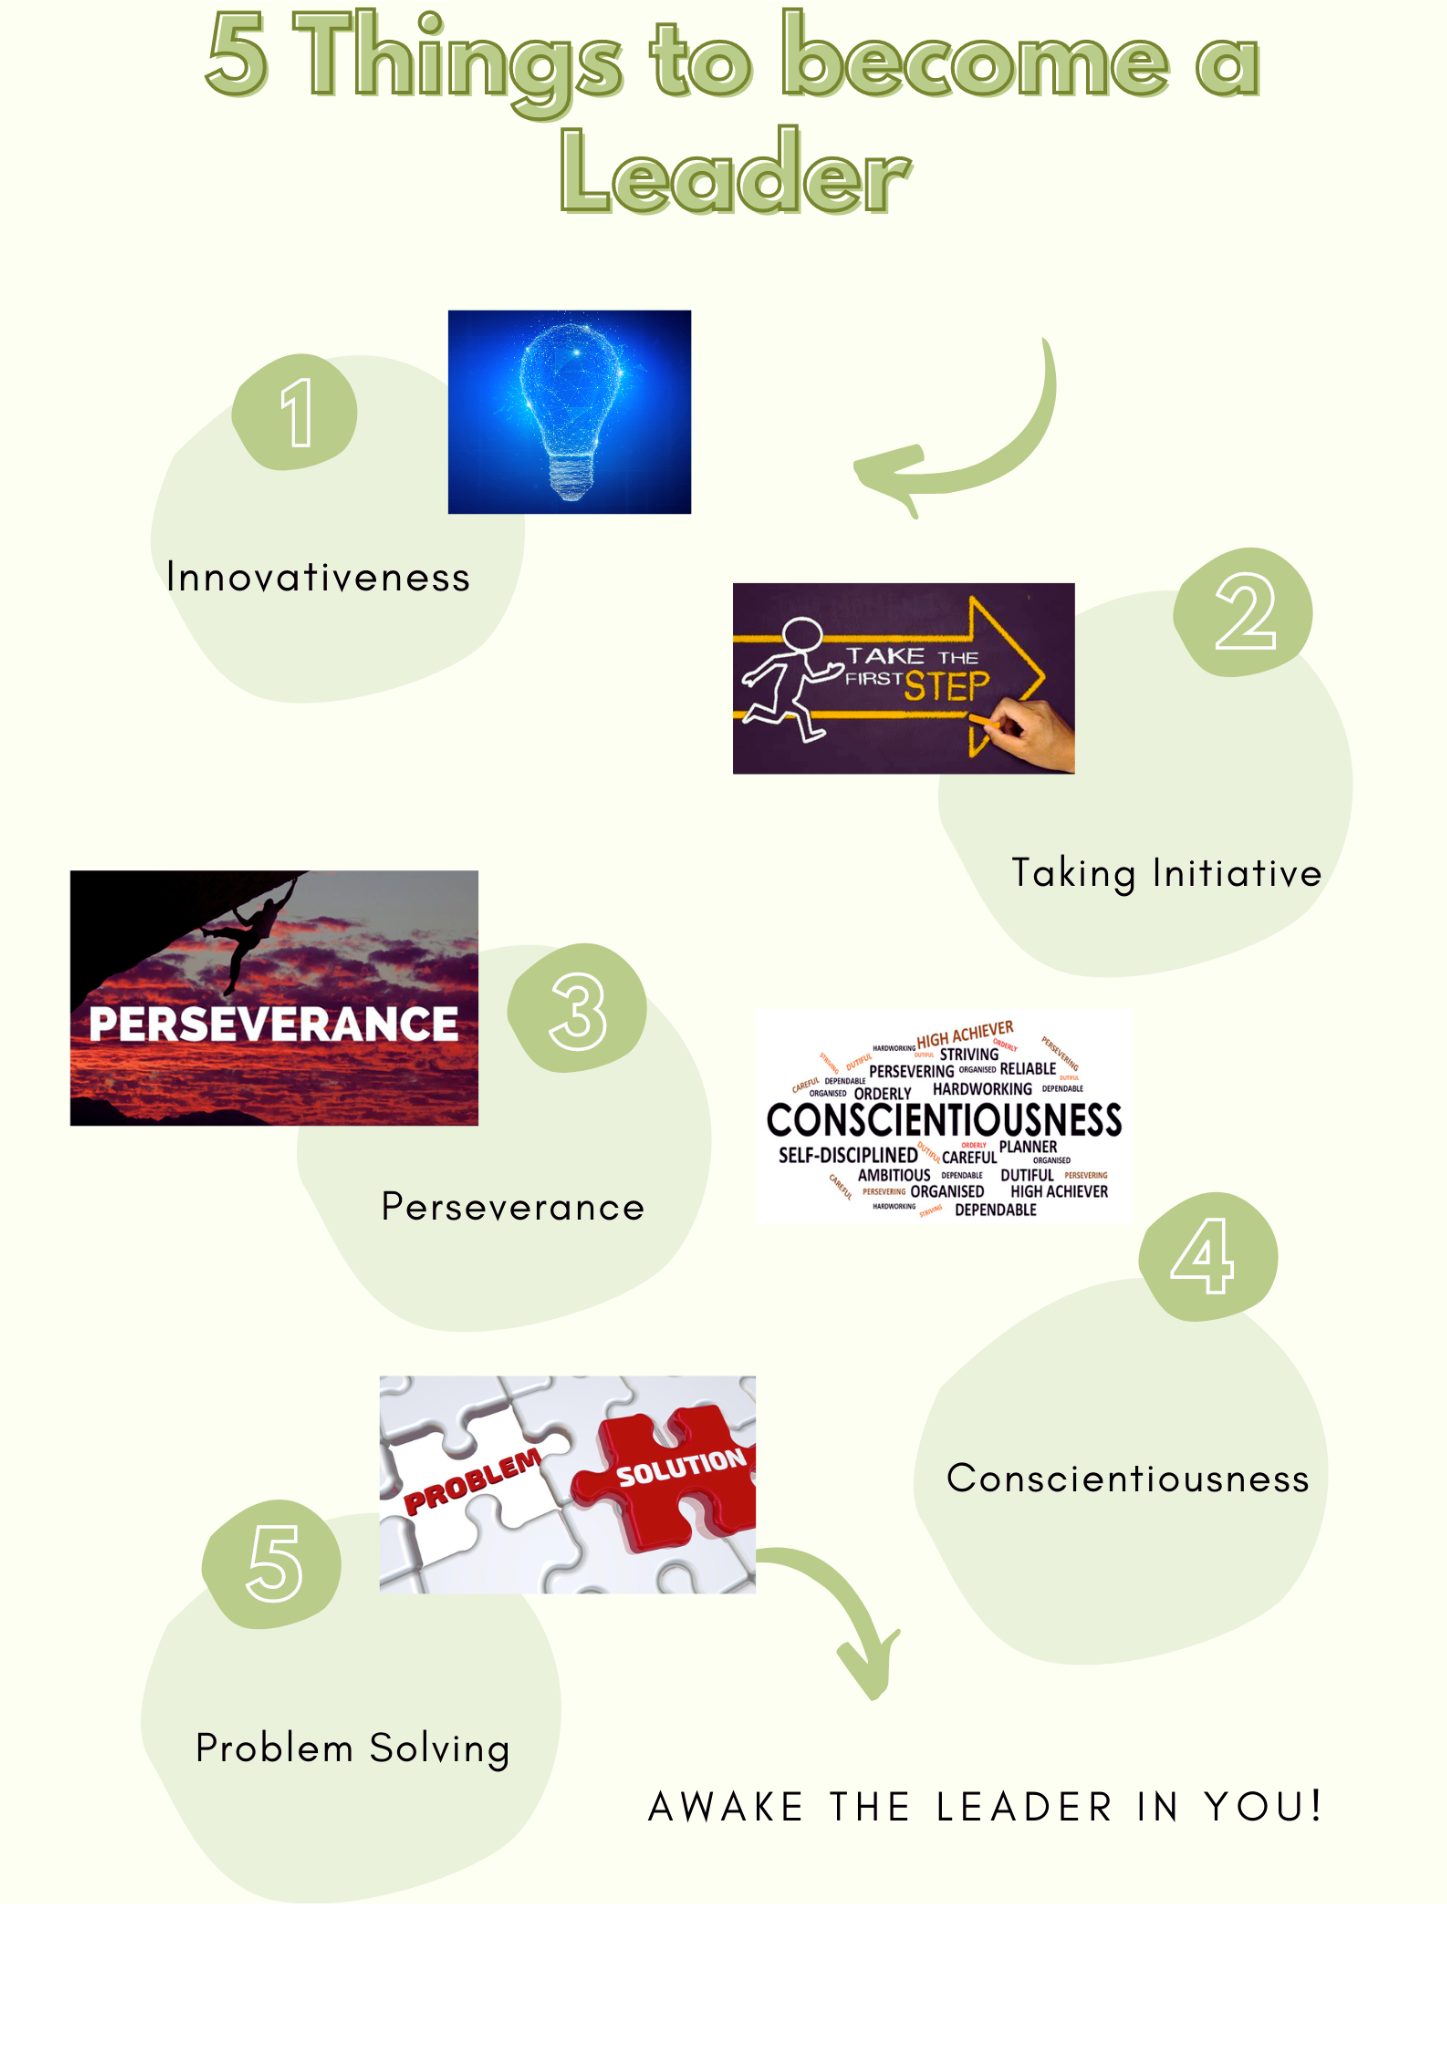 5 Things to become a
Leader
1
Innovativeness
2
TAKE THE
FIRST STEP
Taking Initiative
PERSEVERANCE
3
Perseverance
HIGH ACHIEVER
HARDWORKING
ORDERLY
PERSEVERING
STRIVING
DUTIFUL
DUTIFUL
STRIVING
PERSEVERING
ORGANISED
RELIABLE
CAREFUL
DEPENDABLE
DUTIFUL
ORGANISED
ORDERLY
HARDWORKING
DEPENDABLE
CONSCIENTIOUSNESS
SELF-DISCIPLINED
DUTIFUL
ORDERLY
CAREFUL
PLANNER
ORGANISED
CAREFUL
AMBITIOUS
DEPENDABLE
DUTIFUL
PERSEVERING
PERSEVERING
ORGANISED
HIGH ACHIEVER
HARDWORKING
STRIVING
DEPENDABLE
4
Conscientiousness
PROBLEM
SOLUTION
5
Problem Solving
AWAKE THE LEADER IN YOU!